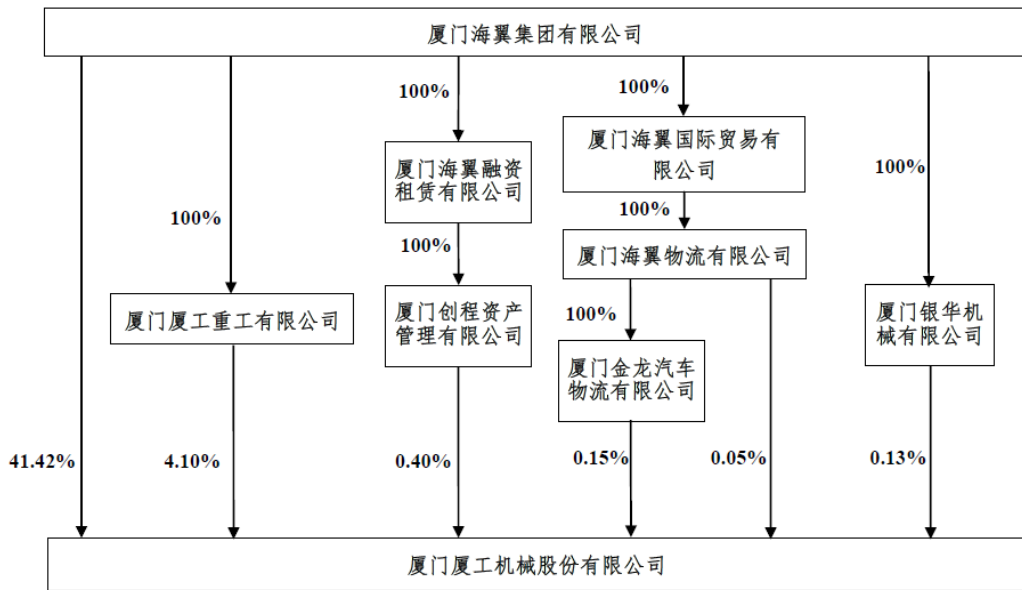 厦门海翼集团有限公司
100%
100%
厦门海翼国际贸易有
限公司
厦门海翼融资
租赁有限公司
100%
100%
100%
100%
厦门海翼物流有限公司
厦门厦工重工有限公司
厦门创程资产
管理有限公司
100%
厦门银华机
械有限公司
厦门金龙汽车
物流有限公司
41.42%
4.10%
0.40%
0.15%
0.05%
0.13%
厦门厦工机械股份有限公司